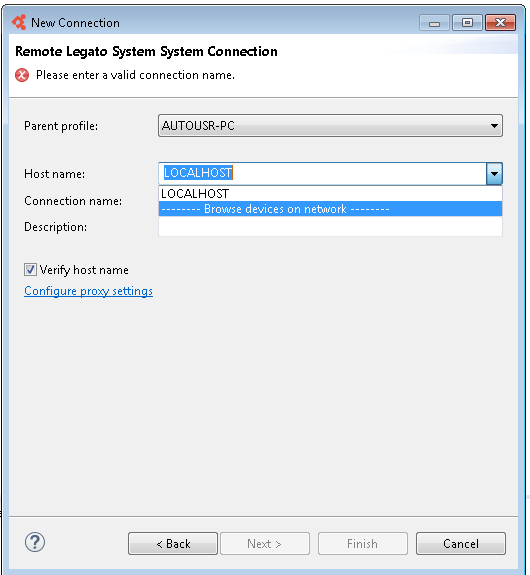 New Connection
Remote Legato System System Connection
Please enter a valid connection name.
Parent profile: AUTOUSR-PC
Host name: LOCALHOST
LOCALHOST
Connection name:
-------- Browse devices on network --------
Description:
Verify host name
Configure proxy settings
? < Back Next > Finish Cancel